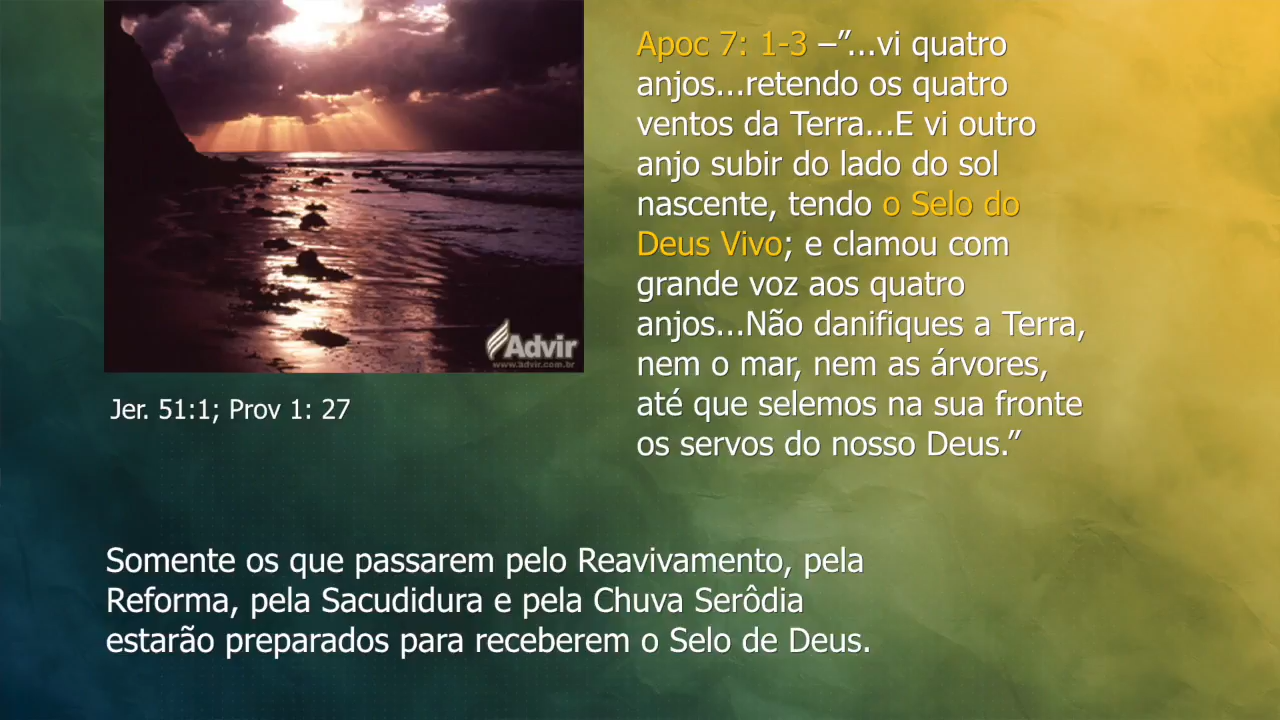 Apoc 7: 1-3 –”...vi quatro
anjos...retendo os quatro
ventos da Terra...E vi outro
anjo subir do lado do sol
nascente, tendo o Selo do
Deus Vivo; e clamou com
grande voz aos quatro
anjos...Não danifiques a Terra,
nem o mar, nem as árvores,
até que selemos na sua fronte
os servos do nosso Deus.”
Advir
www.advir.com.br
Jer. 51:1; Prov 1: 27
Somente os que passarem pelo Reavivamento, pela
Reforma, pela Sacudidura e pela Chuva Serôdia
estarão preparados para receberem o Selo de Deus.